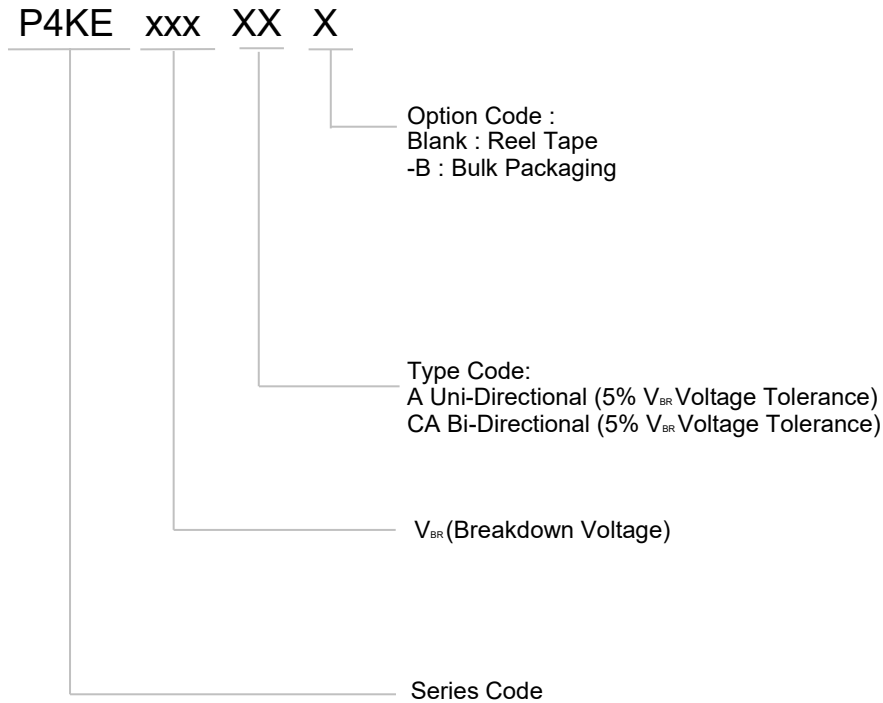 P4KE xxx XX X
Option Code :
Blank : Reel Tape
-B : Bulk Packaging
Type Code:
A Uni-Directional (5% VBR Voltage Tolerance)
CA Bi-Directional (5% VBR Voltage Tolerance)
VBR (Breakdown Voltage)
Series Code